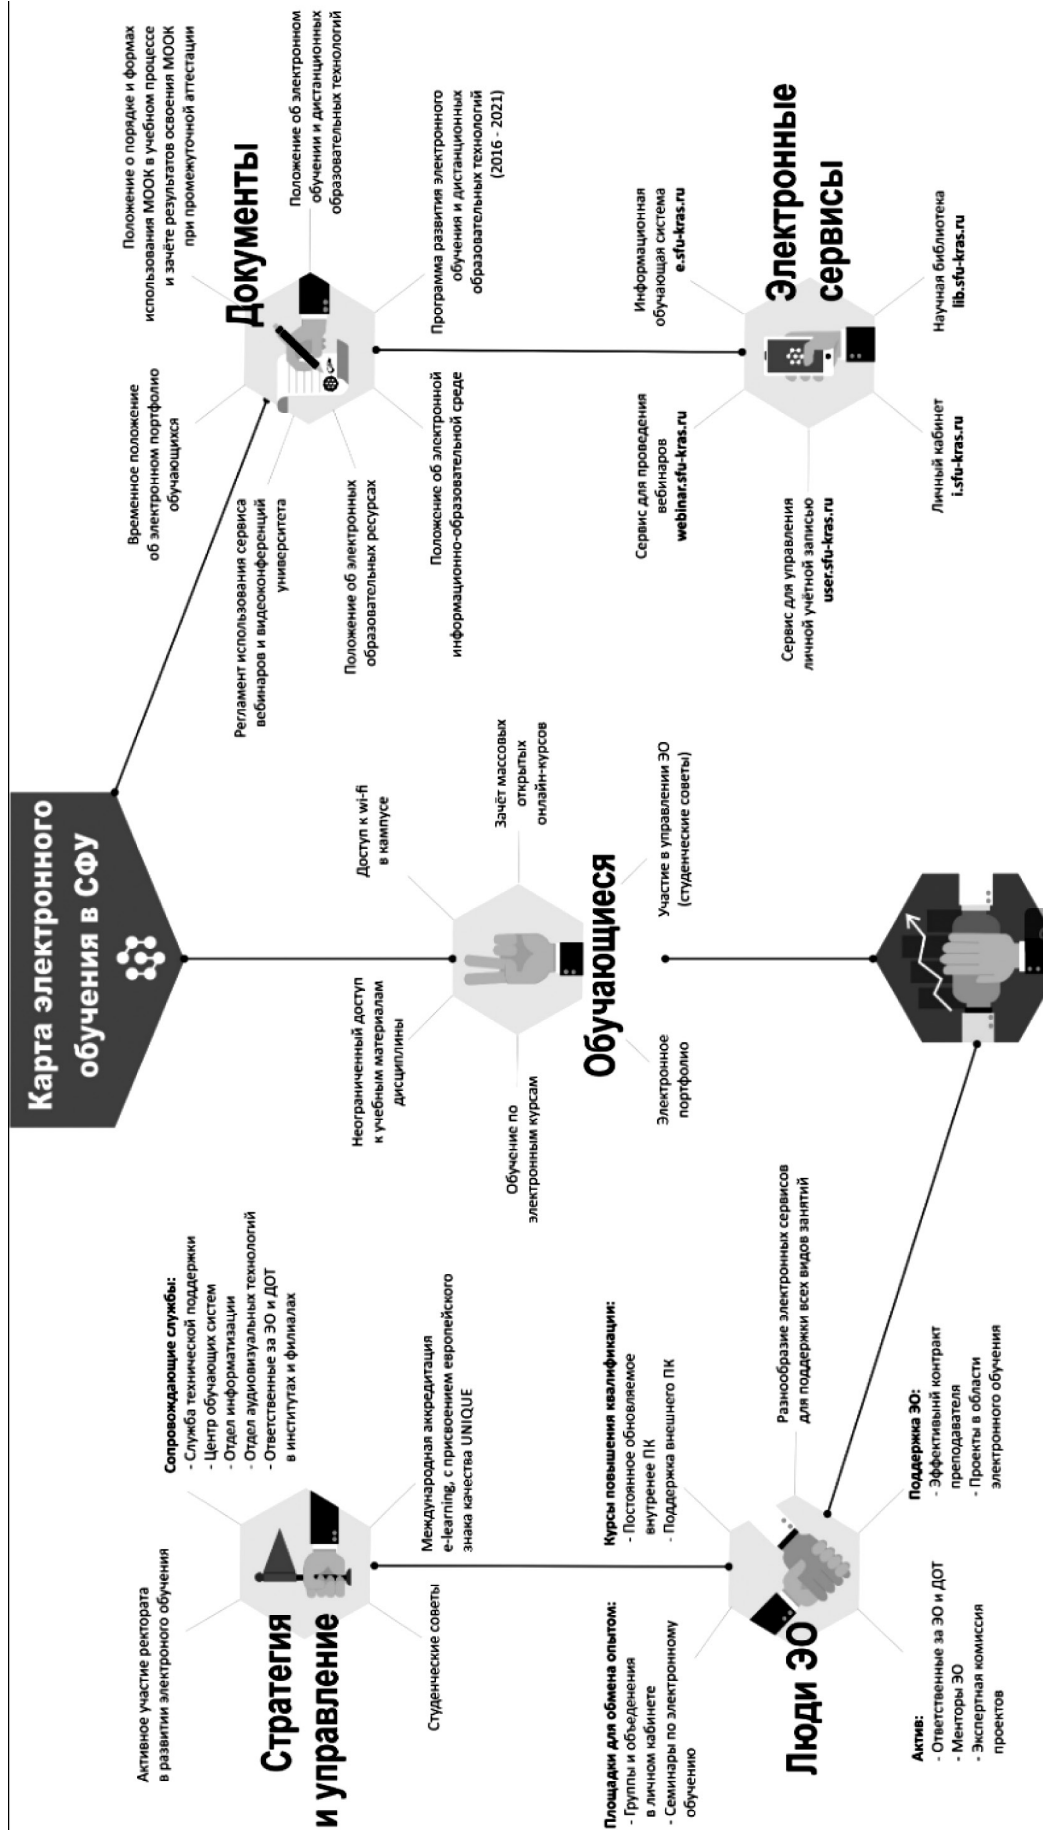 Карта электронного
обучения в СФУ
Стратегия
и управление
Активное участие ректората
в развитии электроного обучения
Сопровождающие службы:
- Служба технической поддержки
- Центр обучающих систем
- Отдел информатизации
- Отдел аудиовизуальных технологий
- Ответственные за ЭО и ДОТ
в институтах и филиалах
Студенческие советы
Международная аккредитация
e-learning, с присвоением европейского
знака качества UNIQUE
Обучающиеся
Неограниченный доступ
к учебным материалам
дисциплины
Доступ к wi-fi
в кампусе
Обучение по
электронным курсам
Зачёт массовых
открытых
онлайн-курсов
Электронное
портфолио
Участие в управлении ЭО
(студенческие советы)
Документы
Временное положение
об электронном портфолио
обучающихся
Положение о порядке и формах
использования МООК в учебном процессе
и зачёте результатов освоения МООК
при промежуточной аттестации
Регламент использования сервиса
вебинаров и видеоконференций
университета
Положение об электронном
обучении и дистанционных
образовательных технологий
Положение об электронных
образовательных ресурсах
Положение об электронной
информационно-образовательной среде
Программа развития электронного
обучения и дистанционных
образовательных технологий
(2016 - 2021)
Люди ЭО
Площадки для обмена опытом:
- Группы и объеденения
в личном кабинете
- Семинары по электронному
обучению
Курсы повышения квалификации:
- Постоянное обновляемое
внутренее ПК
- Поддержка внешнего ПК
Разнообразие электронных сервисов
для поддержки всех видов занятий
Актив:
- Ответственные за ЭО и ДОТ
- Менторы ЭО
- Экспертная комиссия
проектов
Поддержка ЭО:
- Эффективынй контракт
преподавателя
- Проекты в области
электронного обучения
Электронные
сервисы
Сервис для проведения
вебинаров
webinar.sfu-kras.ru
Информационная
обучающая система
e.sfu-kras.ru
Сервис для управления
личной учётной записью
user.sfu-kras.ru
Личный кабинет
i.sfu-kras.ru
Научная библиотека
lib.sfu-kras.ru